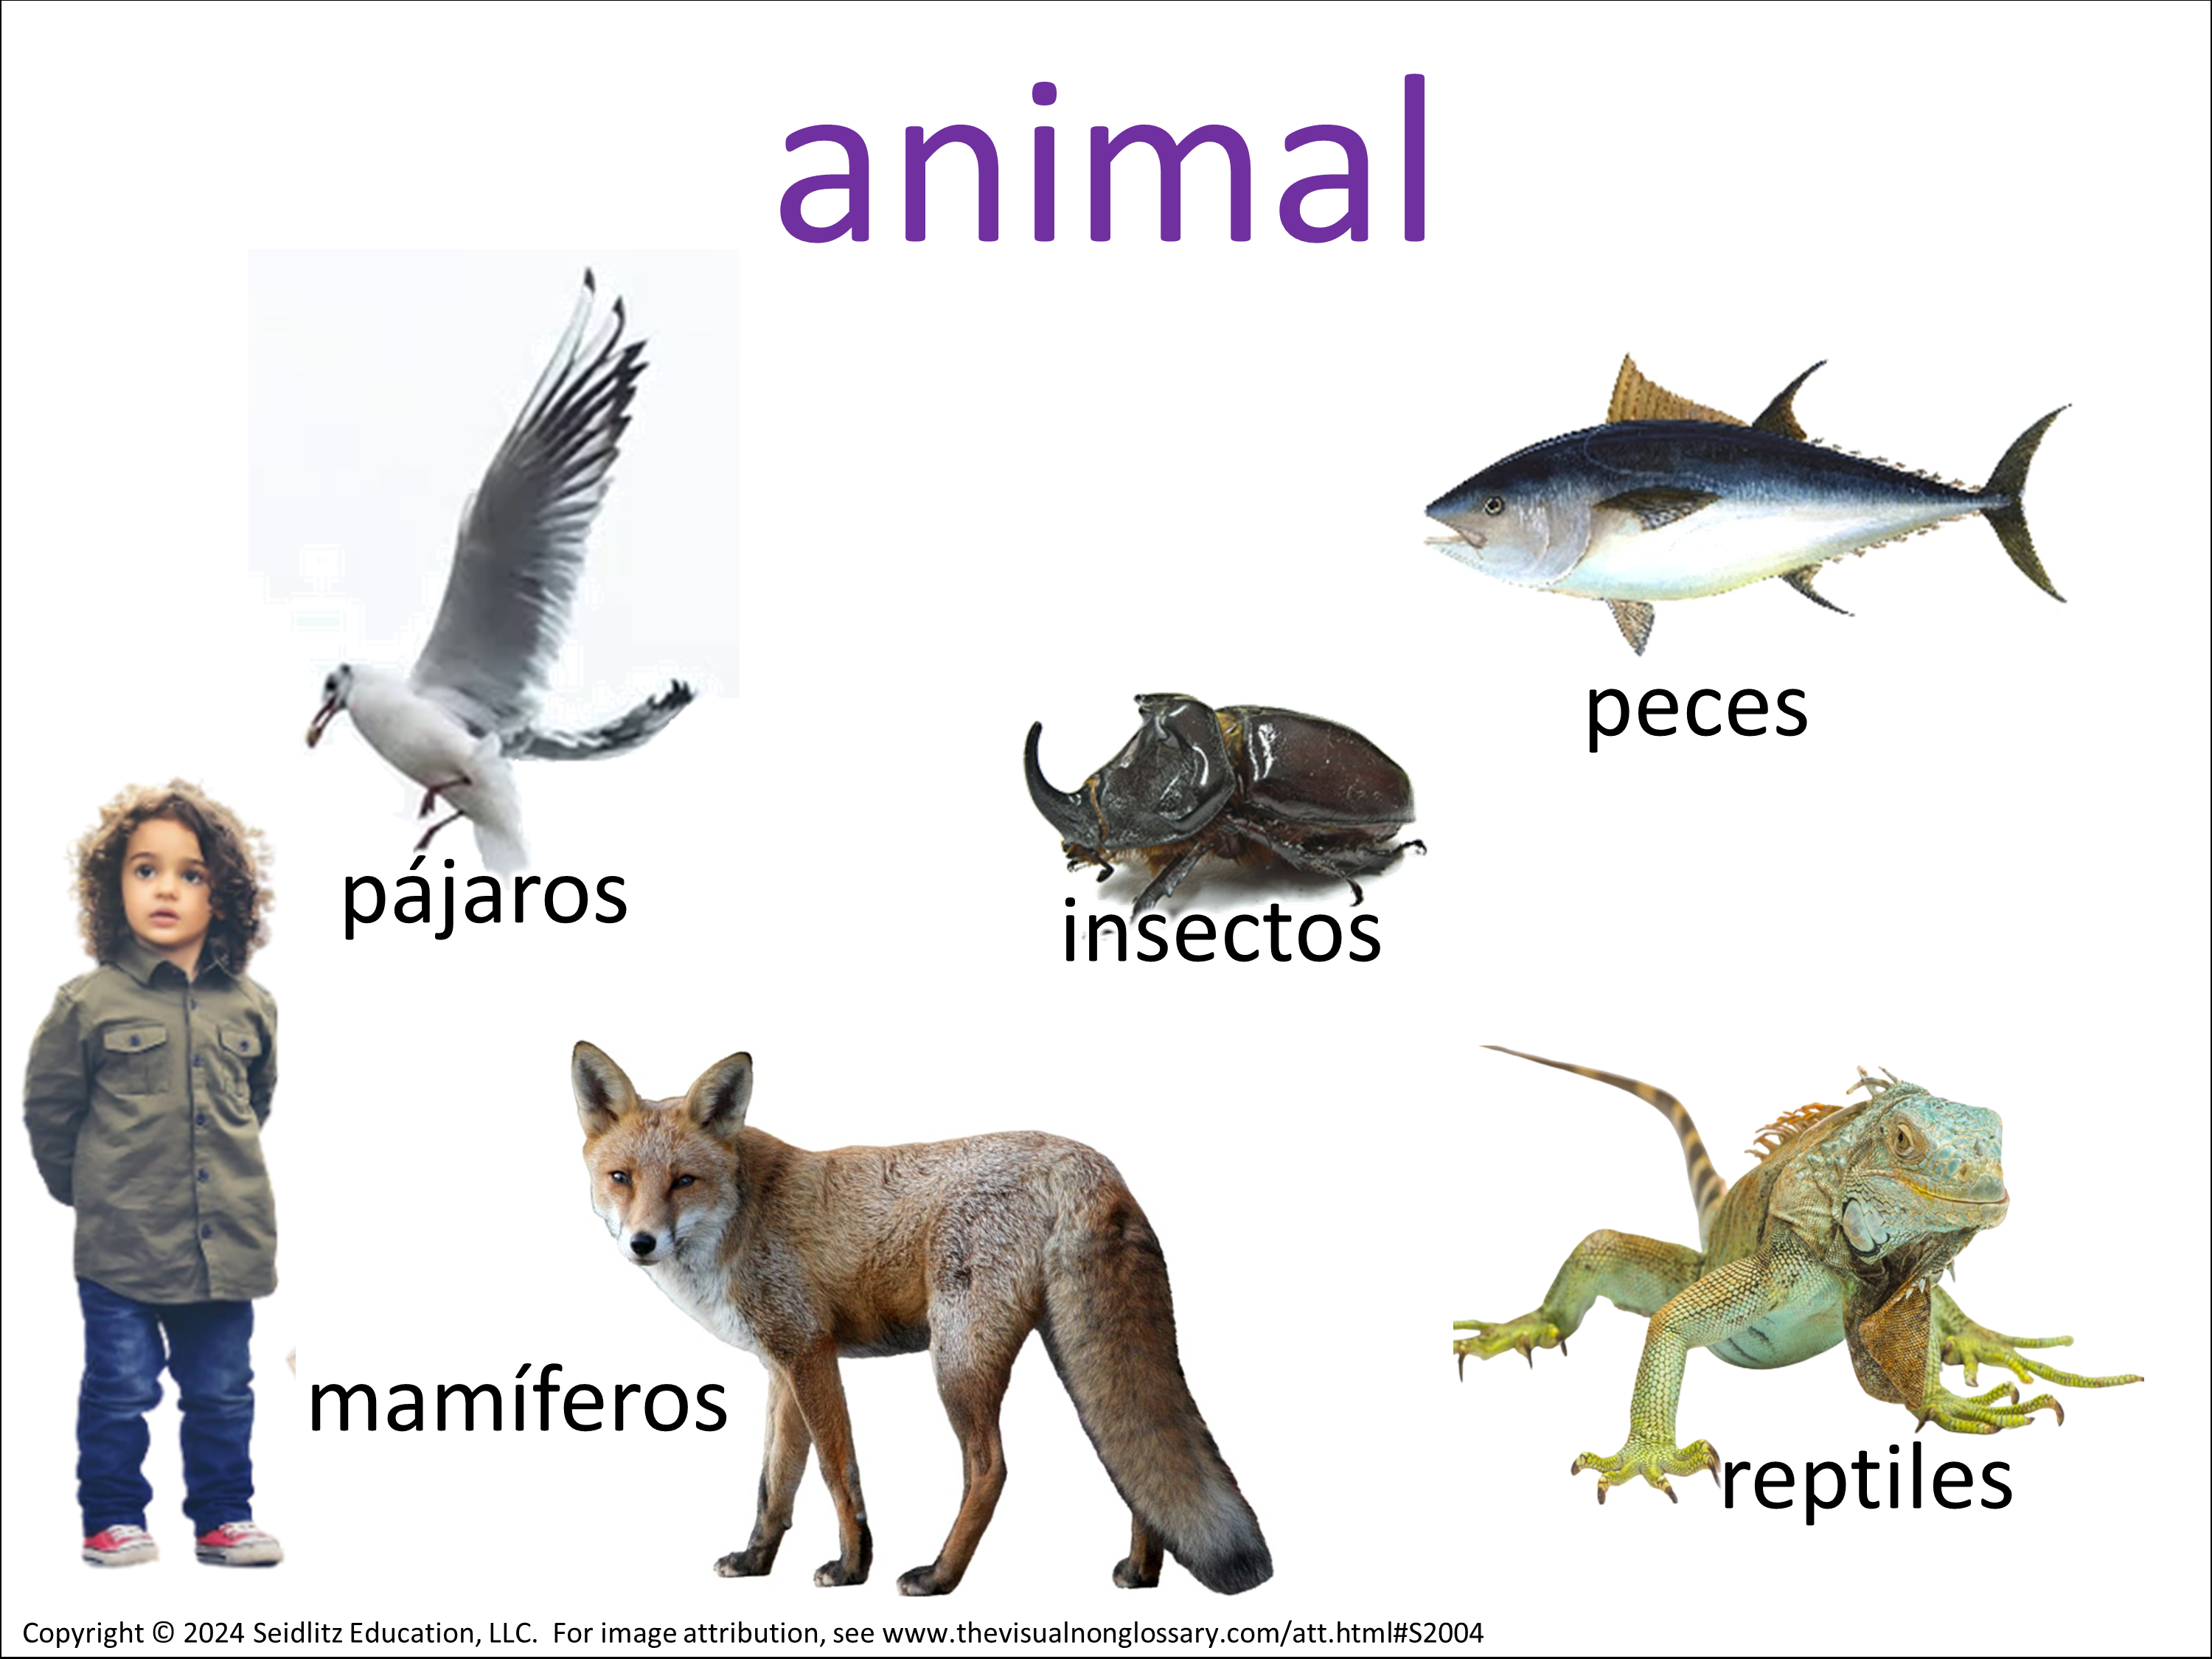 animal
peces
pájaros
insectos
mamíferos
reptiles
Copyright © 2024 Seidlitz Education, LLC.  For image attribution, see www.thevisualnonglossary.com/att.html#S2004